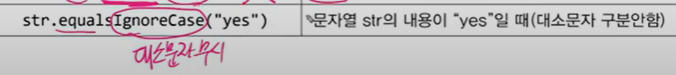 str.equalsIgnoreCase("yes") 문자열 str의 내용이 “yes”일 때(대소문자 구분안함)
대소문자무시